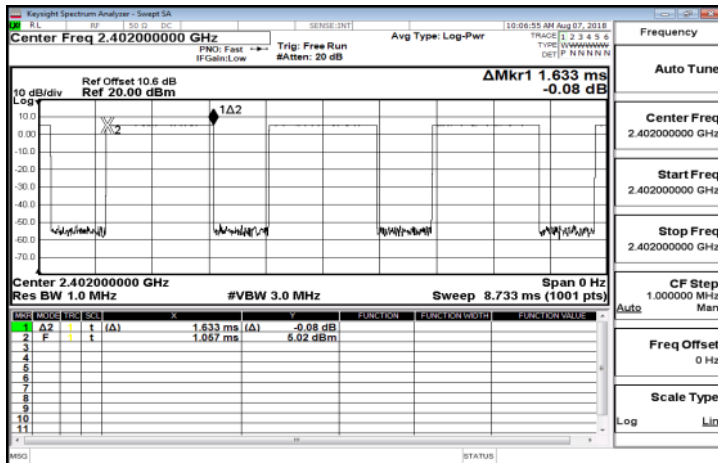 Keysight Spectrum Analyzer - Swept SA
RL RF 50 Ω DC SENSE:INT 10:06:55 AM Aug 07, 2018
Center Freq 2.402000000 GHz
PNO: Fast
IFGain:Low
Trig: Free Run
#Atten: 20 dB
Avg Type: Log-Pwr
TRACE 1 2 3 4 5 6
TYPE WWWWWW
DET P N N N N N
Frequency
Auto Tune
Center Freq
2.402000000 GHz
Start Freq
2.402000000 GHz
Stop Freq
2.402000000 GHz
CF Step
1.000000 MHz
Auto Man
Freq Offset
0 Hz
Scale Type
Log Lin
ΔMkr1 1.633 ms
-0.08 dB
Ref Offset 10.6 dB
10 dB/div Ref 20.00 dBm
Log
10.0
0.00
-10.0
-20.0
-30.0
-40.0
-50.0
-60.0
-70.0
1Δ2
2
Center 2.402000000 GHz Span 0 Hz
Res BW 1.0 MHz #VBW 3.0 MHz Sweep 8.733 ms (1001 pts)
MKR MODE TRC SCL X Y FUNCTION FUNCTION WIDTH FUNCTION VALUE
1 Δ2 1 t (Δ) 1.633 ms (Δ) -0.08 dB
2 F 1 t 1.057 ms 5.02 dBm
3
4
5
6
7
8
9
10
11
MSG STATUS